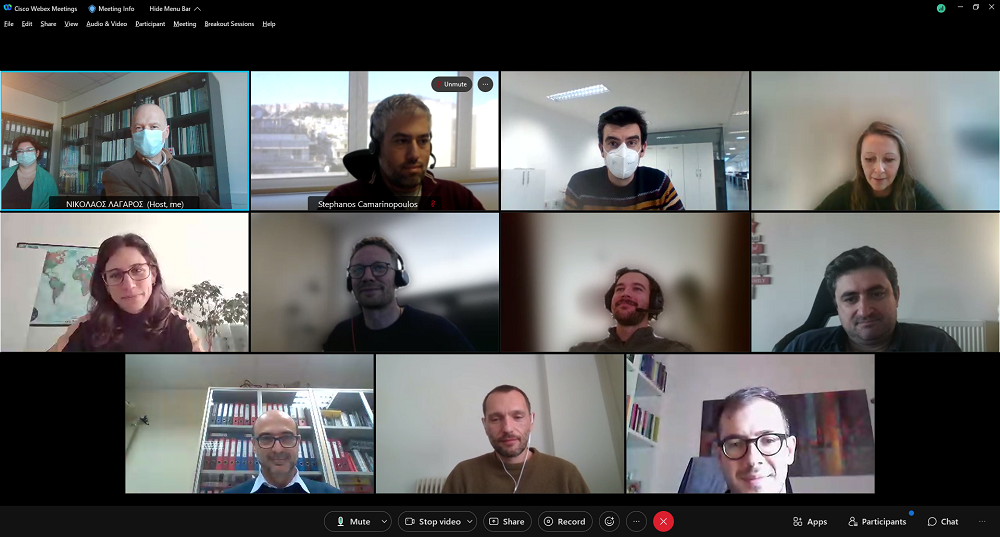 Cisco Webex Meetings Meeting Info Hide Menu Bar
File Edit Share View Audio & Video Participant Meeting Breakout Sessions Help
Unmute
ΝΙΚΟΛΑΟΣ ΛΑΓΑΡΟΣ (Host, me)
Stephanos Camarinopoulos
Mute Stop video Share Record Apps Participants Chat